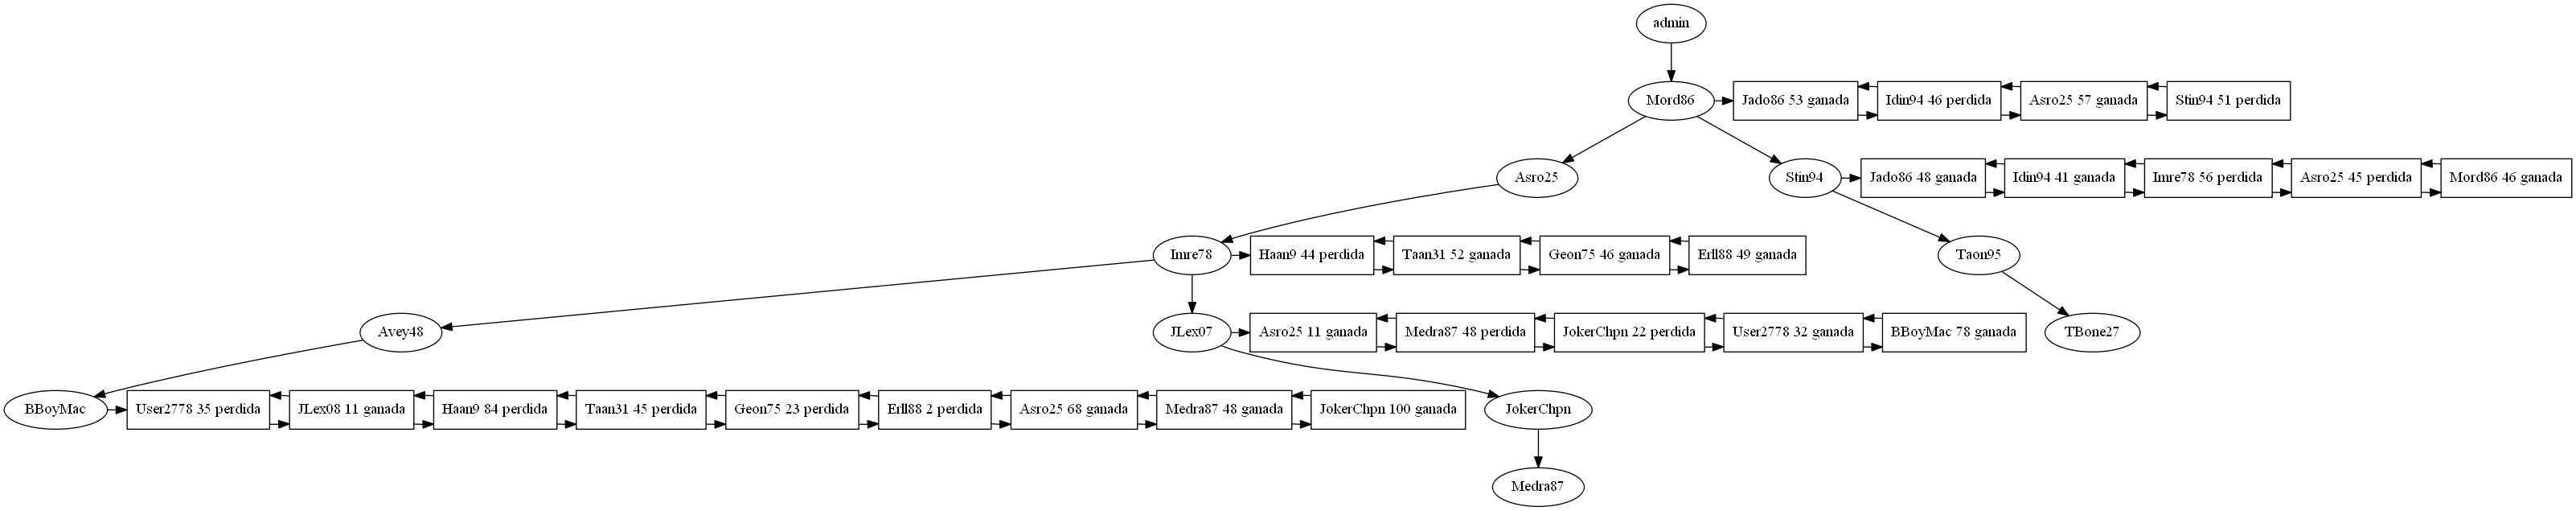 admin
Mord86
Jado86 53 ganada
Idin94 46 perdida
Asro25 57 ganada
Stin94 51 perdida
Asro25
Stin94
Jado86 48 ganada
Idin94 41 ganada
Imre78 56 perdida
Asro25 45 perdida
Mord86 46 ganada
Imre78
Haan9 44 perdida
Taan31 52 ganada
Geon75 46 ganada
Erll88 49 ganada
Taon95
Avey48
JLex07
Asro25 11 ganada
Medra87 48 perdida
JokerChpn 22 perdida
User2778 32 ganada
BBoyMac 78 ganada
TBone27
BBoyMac
User2778 35 perdida
JLex08 11 ganada
Haan9 84 perdida
Taan31 45 perdida
Geon75 23 perdida
Erll88 2 perdida
Asro25 68 ganada
Medra87 48 ganada
JokerChpn 100 ganada
JokerChpn
Medra87